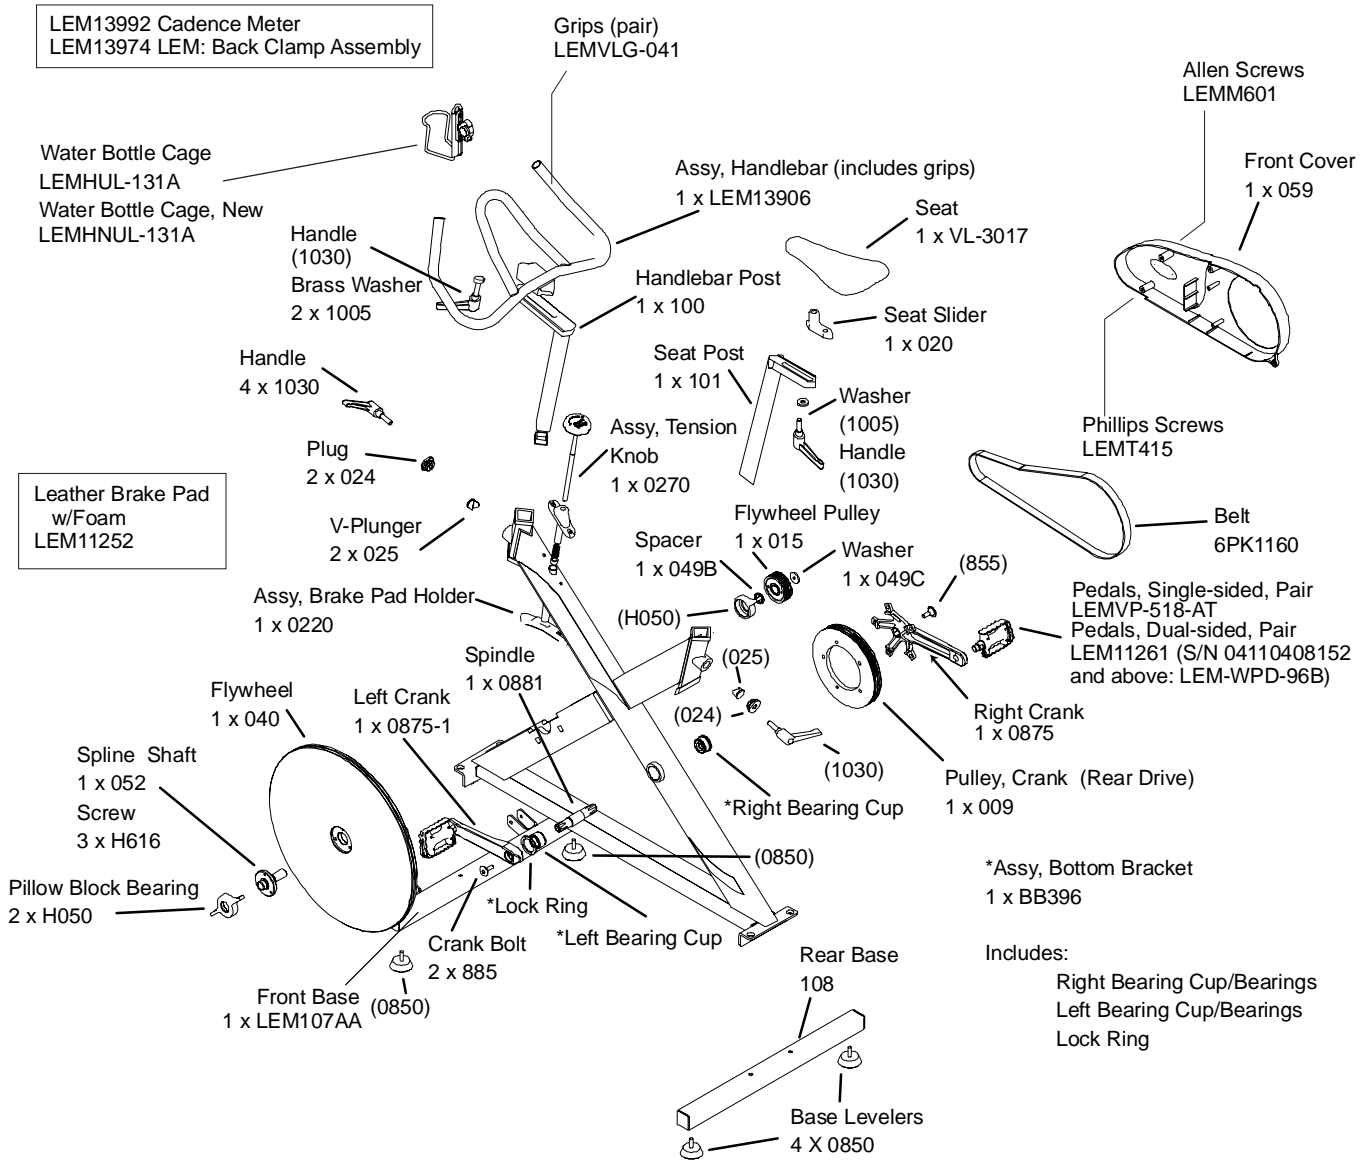 LEM13992 Cadence Meter
LEM13974 LEM: Back Clamp Assembly
Grips (pair)
LEMVLG-041
Allen Screws
LEMM601
Water Bottle Cage
LEMHUL-131A
Water Bottle Cage, New
LEMHNUL-131A
Assy, Handlebar (includes grips)
1 x LEM13906
Front Cover
1 x 059
Seat
1 x VL-3017
Handle
(1030)
Brass Washer
2 x 1005
Handlebar Post
1 x 100
Seat Slider
1 x 020
Seat Post
1 x 101
Handle
4 x 1030
Washer
(1005)
Handle
(1030)
Phillips Screws
LEMT415
Assy, Tension
Knob
1 x 0270
Plug
2 x 024
Leather Brake Pad
w/Foam
LEM11252
V-Plunger
2 x 025
Flywheel Pulley
1 x 015
Belt
6PK1160
Spacer
1 x 049B
Washer
1 x 049C
(855)
Assy, Brake Pad Holder
1 x 0220
(H050)
Pedals, Single-sided, Pair
LEMVP-518-AT
Pedals, Dual-sided, Pair
LEM11261 (S/N 04110408152
and above: LEM-WPD-96B)
Spindle
1 x 0881
(025)
Flywheel
1 x 040
Left Crank
1 x 0875-1
(024)
Right Crank
1 x 0875
Spline Shaft
1 x 052
Screw
3 x H616
(1030)
Pulley, Crank (Rear Drive)
1 x 009
*Right Bearing Cup
(0850)
*Assy, Bottom Bracket
1 x BB396
Pillow Block Bearing
2 x H050
*Lock Ring
*Left Bearing Cup
Crank Bolt
2 x 885
Rear Base
108
Includes:
Right Bearing Cup/Bearings
Left Bearing Cup/Bearings
Lock Ring
Front Base
1 x LEM107AA
(0850)
Base Levelers
4 X 0850